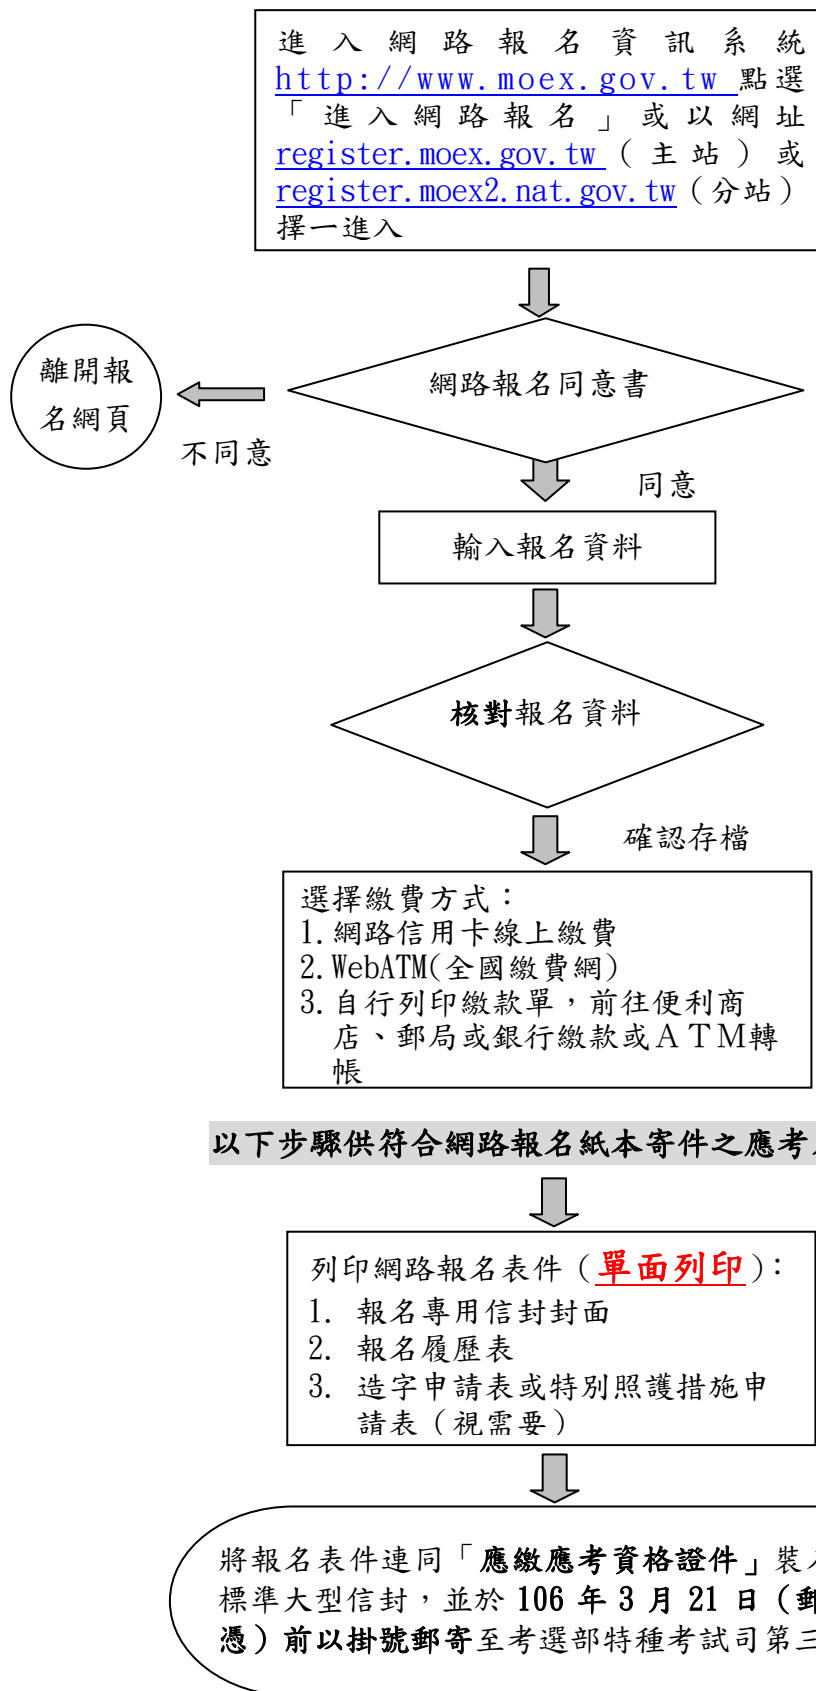 進入網路報名資訊系統
http://www.moex.gov.tw 點選
「進入網路報名」或以網址
register.moex.gov.tw（主站）或
register.moex2.nat.gov.tw（分站）
擇一進入
網路報名同意書
離開報
名網頁
不同意
同意
輸入報名資料
核對報名資料
確認存檔
選擇繳費方式：
1.網路信用卡線上繳費
2.WebATM(全國繳費網)
3.自行列印繳款單，前往便利商
店、郵局或銀行繳款或ＡＴＭ轉
帳
以下步驟供符合網路報名紙本寄件之應考
列印網路報名表件（單面列印）：
1. 報名專用信封封面
2. 報名履歷表
3. 造字申請表或特別照護措施申
請表（視需要）
將報名表件連同「應繳應考資格證件」裝
標準大型信封，並於 106 年 3 月 21 日（郵
憑）前以掛號郵寄至考選部特種考試司第三